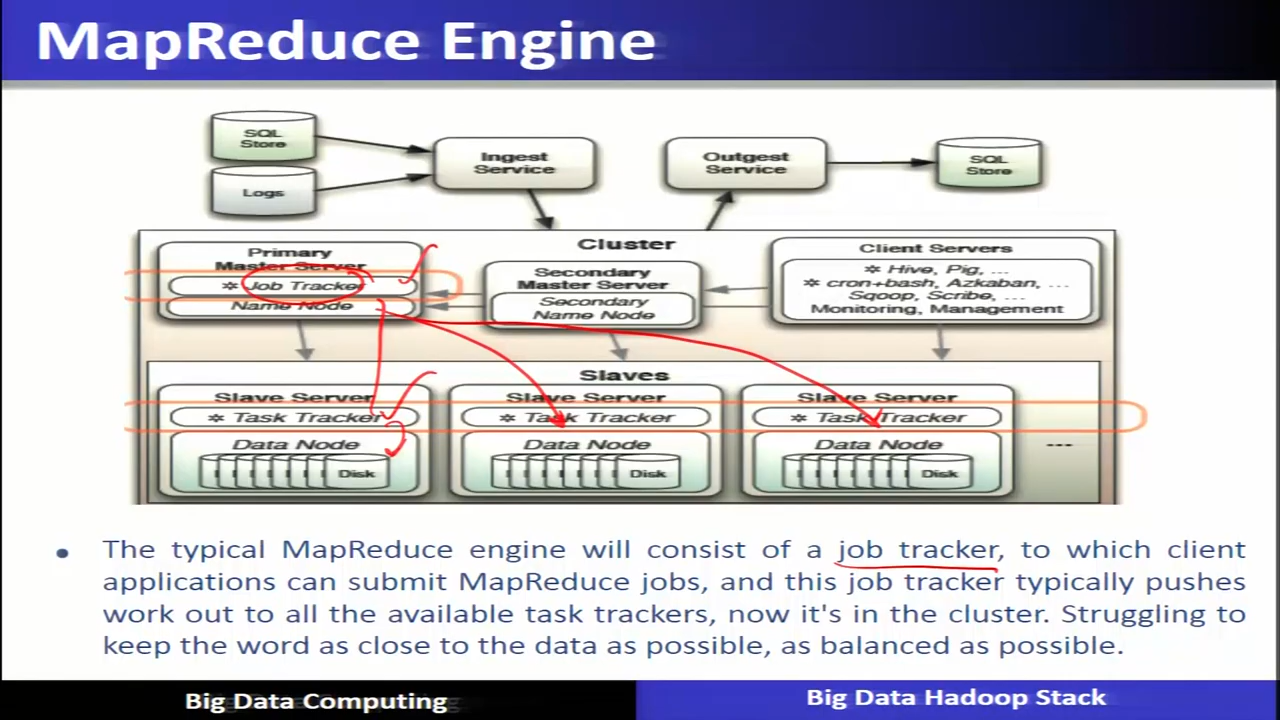 MapReduce Engine
SQL
Store
Logs
Ingest
Service
Outgest
Service
SQL
Store
Cluster
Primary
Master Server
* Job Tracker
Name Node
Secondary
Master Server
Secondary
Name Node
Client Servers
* Hive, Pig, ...
* cron+bash, Azkaban, ...
Sqoop, Scribe, ...
Monitoring, Management
Slaves
Slave Server
* Task Tracker
Data Node
Disk
Slave Server
* Task Tracker
Data Node
Disk
Slave Server
* Task Tracker
Data Node
Disk
...
• The typical MapReduce engine will consist of a job tracker, to which client
applications can submit MapReduce jobs, and this job tracker typically pushes
work out to all the available task trackers, now it's in the cluster. Struggling to
keep the word as close to the data as possible, as balanced as possible.
Big Data Computing
Big Data Hadoop Stack